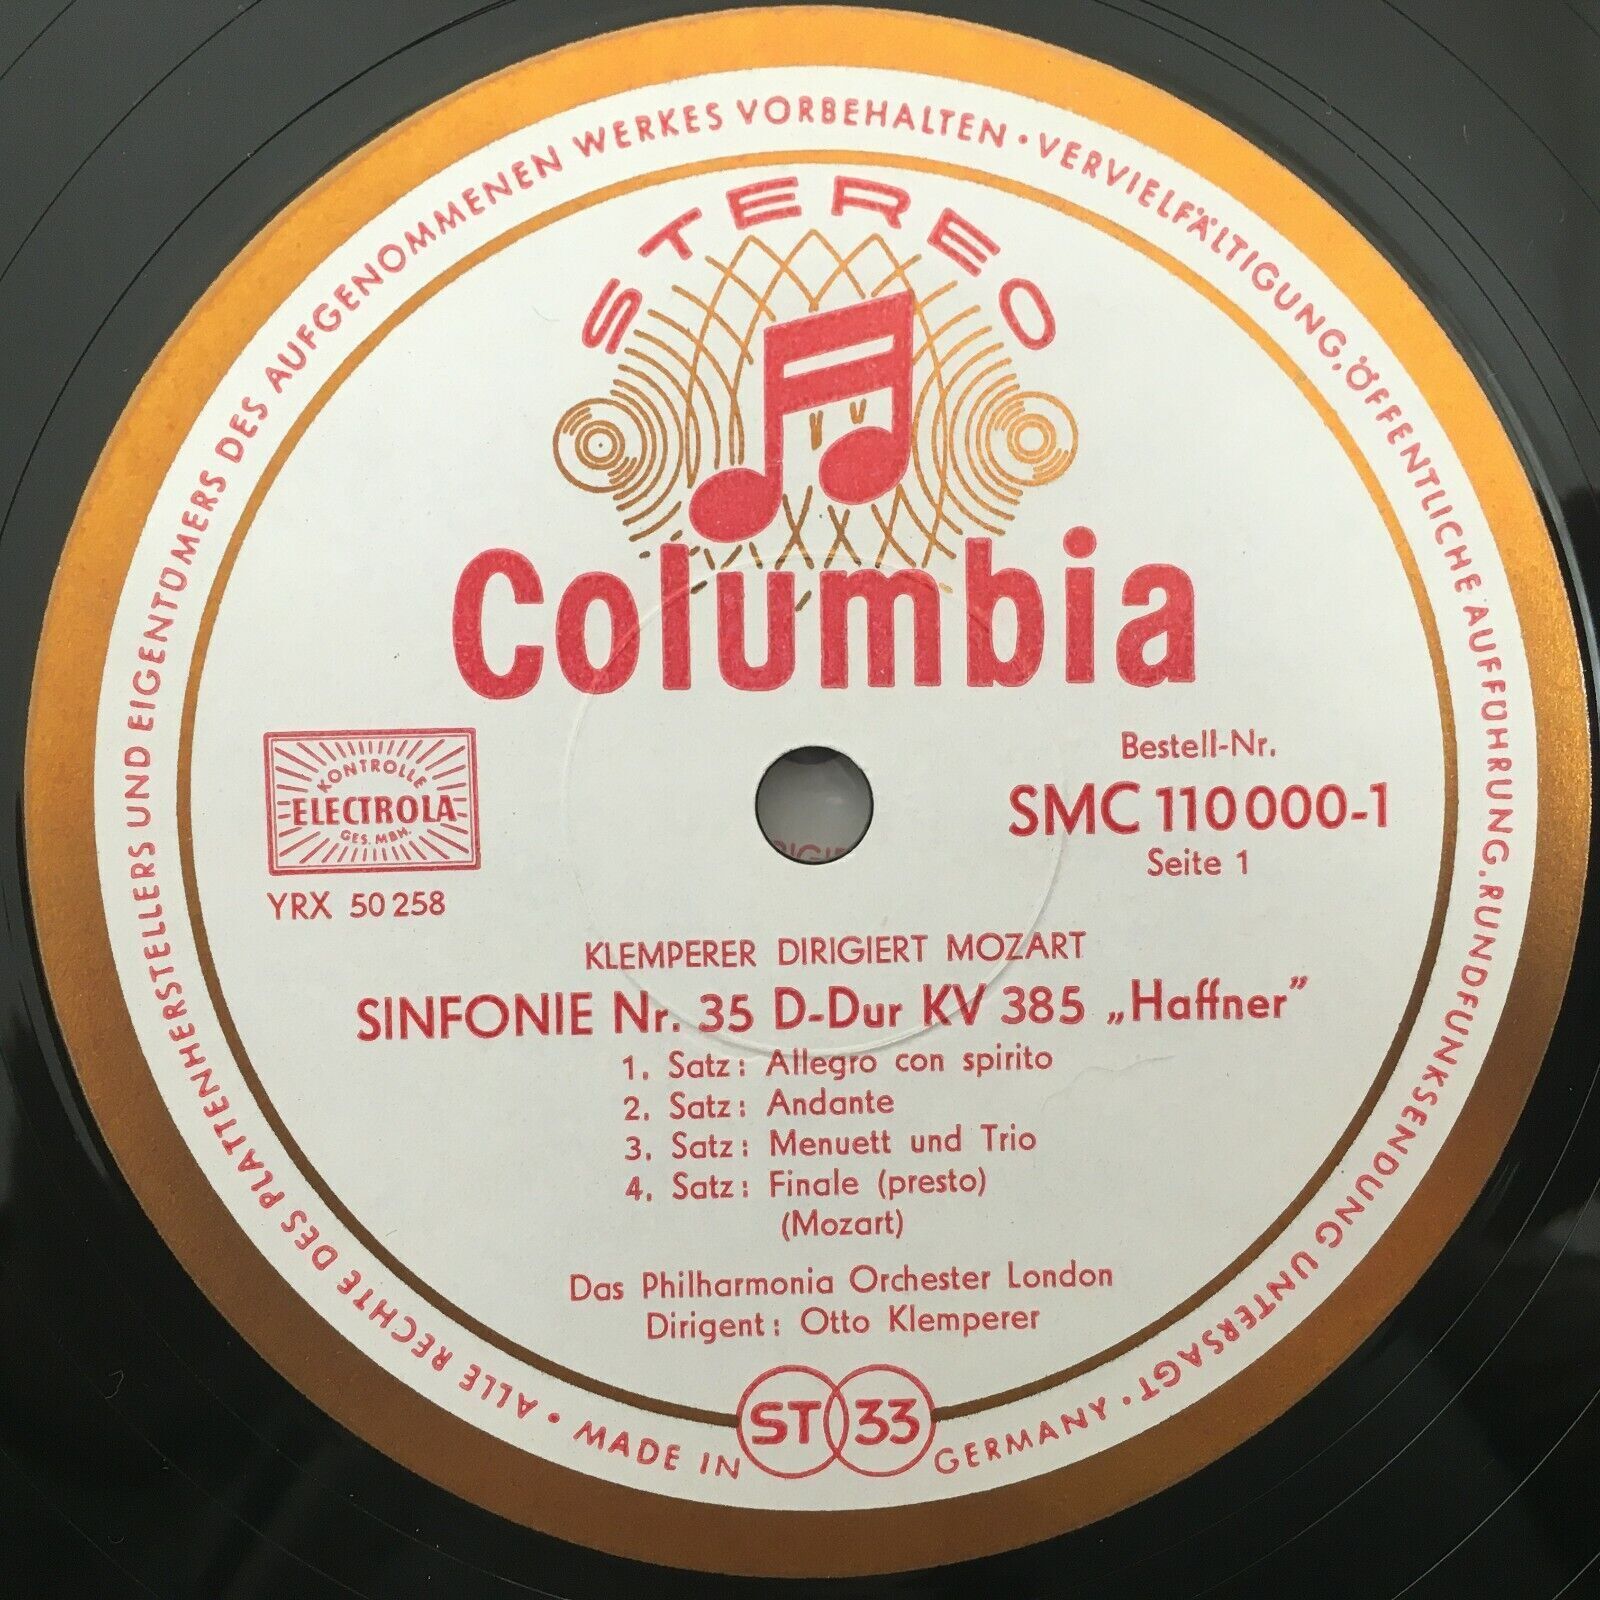 ALLE RECHTE DES PLATTENHERSTELLERS UND EIGENTÜMERS DES AUFGENOMMENEN WERKES VORBEHALTEN · VERVIELFÄLTIGUNG, ÖFFENTLICHE AUFFÜHRUNG, RUNDFUNKSENDUNG UNTERSAGT ·
STEREO
Columbia
KONTROLLE
ELECTROLA
GES. MBH.
YRX 50 258
Bestell-Nr.
SMC 110 000-1
Seite 1
KLEMPERER DIRIGIERT MOZART
SINFONIE Nr. 35 D-Dur KV 385 „Haffner”
1. Satz: Allegro con spirito
2. Satz: Andante
3. Satz: Menuett und Trio
4. Satz: Finale (presto)
(Mozart)
Das Philharmonia Orchester London
Dirigent: Otto Klemperer
ST 33
· MADE IN GERMANY ·